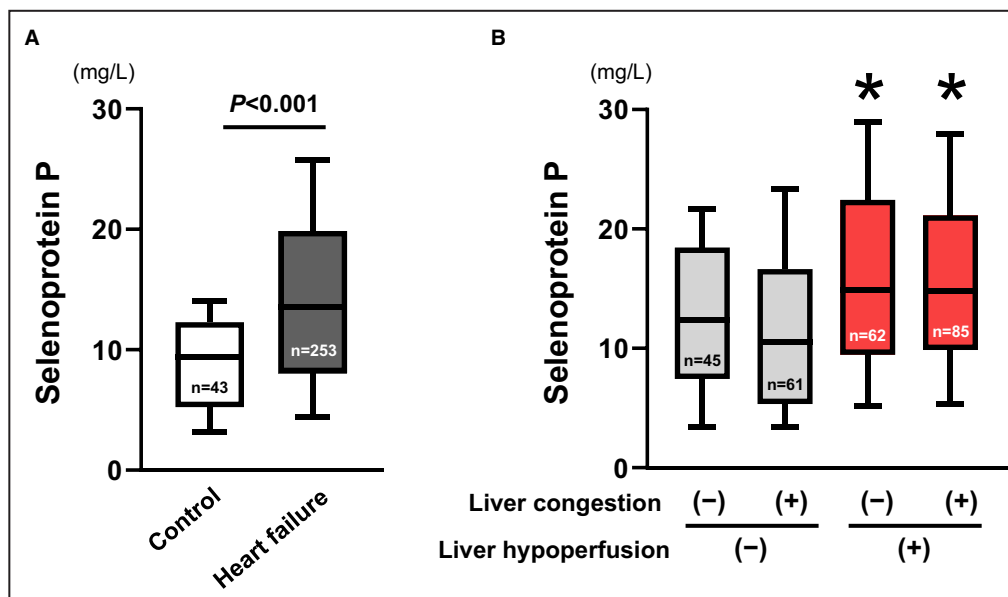 A
(mg/L)
Selenoprotein P
30
20
10
0
P<0.001
n=43
n=253
Control
Heart failure
B
(mg/L)
Selenoprotein P
30
20
10
0
* *
n=45
n=61
n=62
n=85
Liver congestion (−) (+) (−) (+)
Liver hypoperfusion (−) (+)